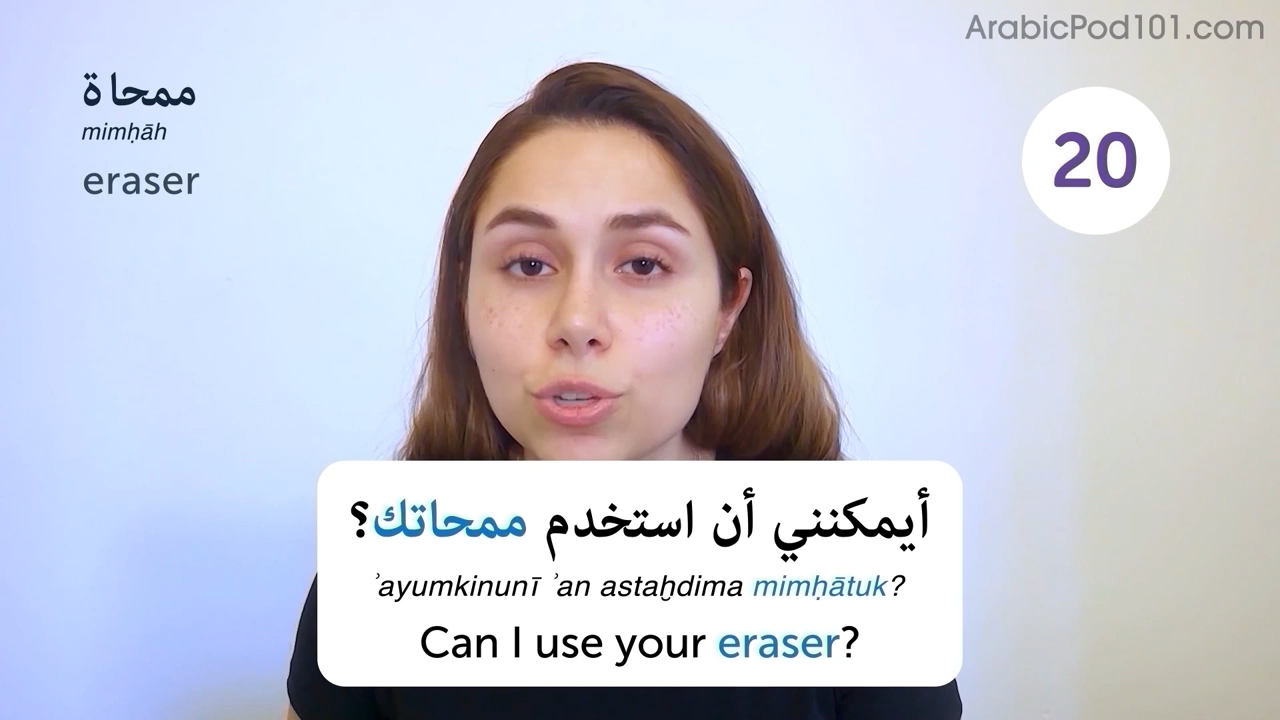 ArabicPod101.com
ممحاة
mimḥāh
eraser
20
أيمكنني أن استخدم ممحاتك؟
ʾayumkinunī ʾan astaḫdima mimḥātuk?
Can I use your eraser?